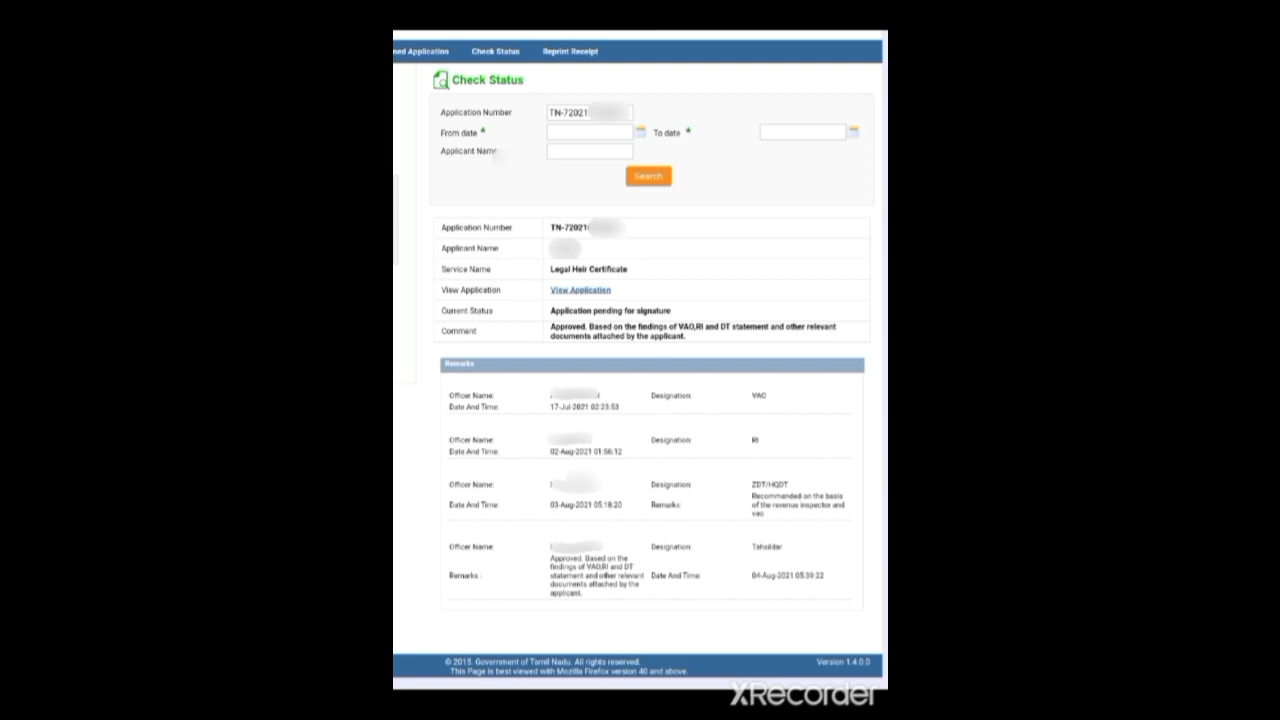 ned Application Check Status Reprint Receipt
Check Status
Application Number TN-72021
From date * To date *
Applicant Name
Search
Application Number TN-72021
Applicant Name
Service Name Legal Heir Certificate
View Application View Application
Current Status Application pending for signature
Comment Approved. Based on the findings of VAO,RI and DT statement and other relevant
documents attached by the applicant.
Remarks
Officer Name: Designation: VAO
Date And Time: 17-Jul-2021 02:23:53
Officer Name: Designation: RI
Date And Time: 02-Aug-2021 01:56:12
Officer Name: Designation: ZDT/HQDT
Date And Time: 03-Aug-2021 05:18:20 Remarks: Recommended on the basis
of the revenue inspector and
vao
Officer Name: Designation: Tahsildar
Remarks : Approved. Based on the
findings of VAO,RI and DT
statement and other relevant
documents attached by the
applicant.
Date And Time: 04-Aug-2021 05:39:22
© 2015. Government of Tamil Nadu. All rights reserved. Version 1.4.0.0
This Page is best viewed with Mozilla Firefox version 40 and above.
XRecorder